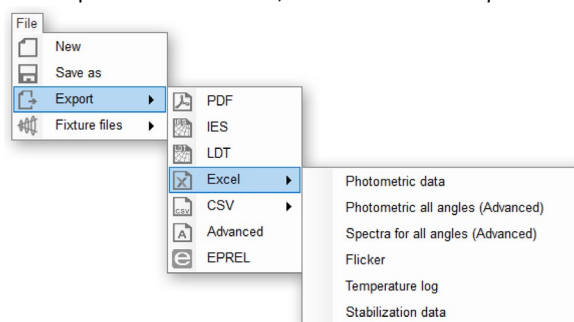 File
New
Save as
Export
Fixture files
PDF
IES
LDT
Excel
CSV
Advanced
EPREL
Photometric data
Photometric all angles (Advanced)
Spectra for all angles (Advanced)
Flicker
Temperature log
Stabilization data